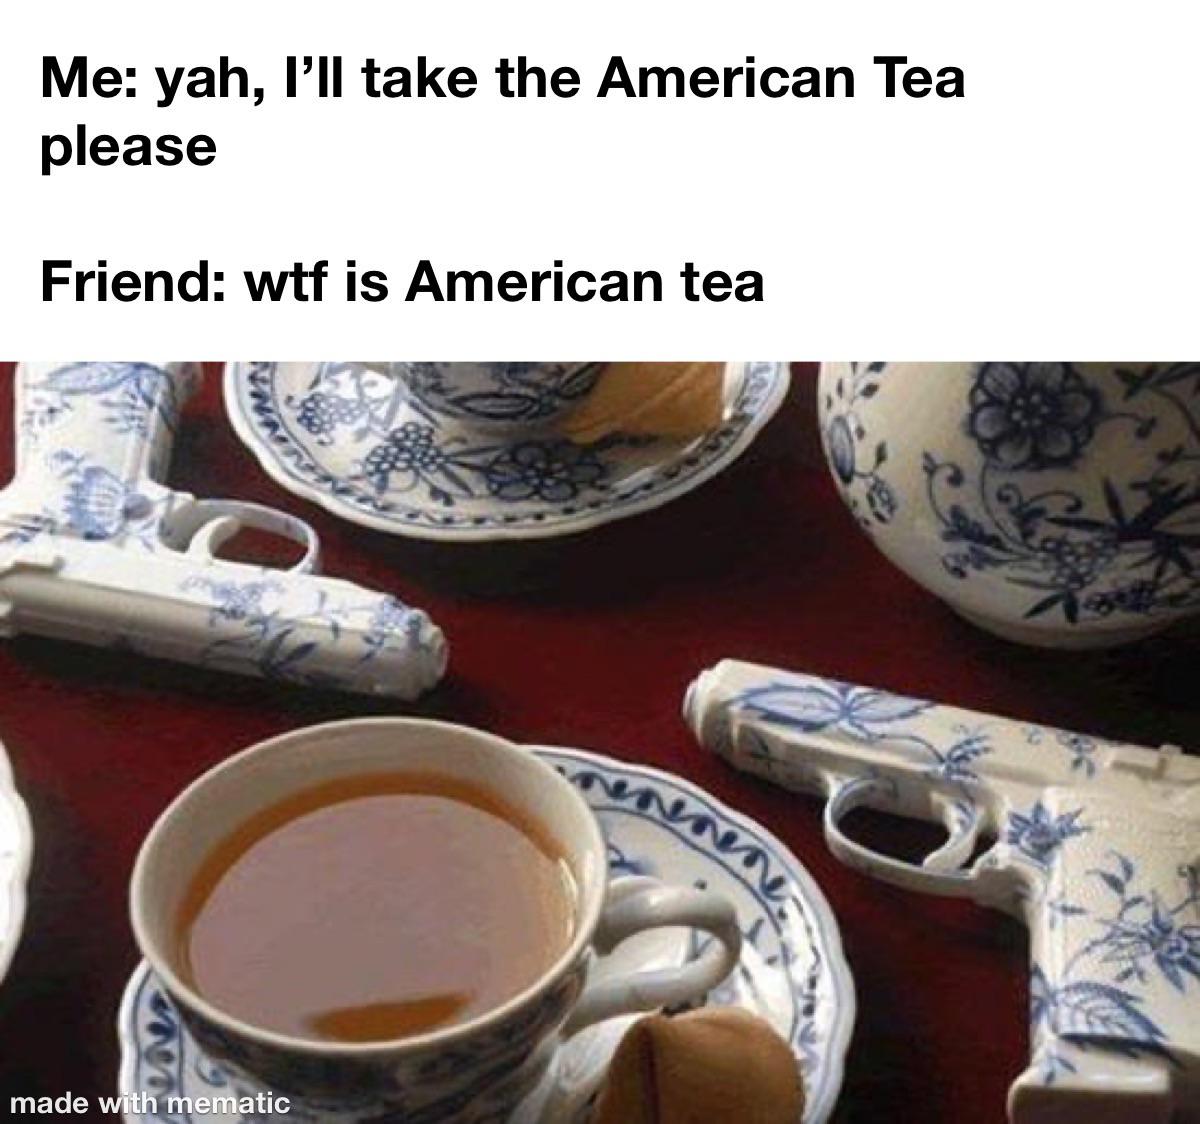 Me: yah, I’ll take the American Tea
please
Friend: wtf is American tea
made with mematic